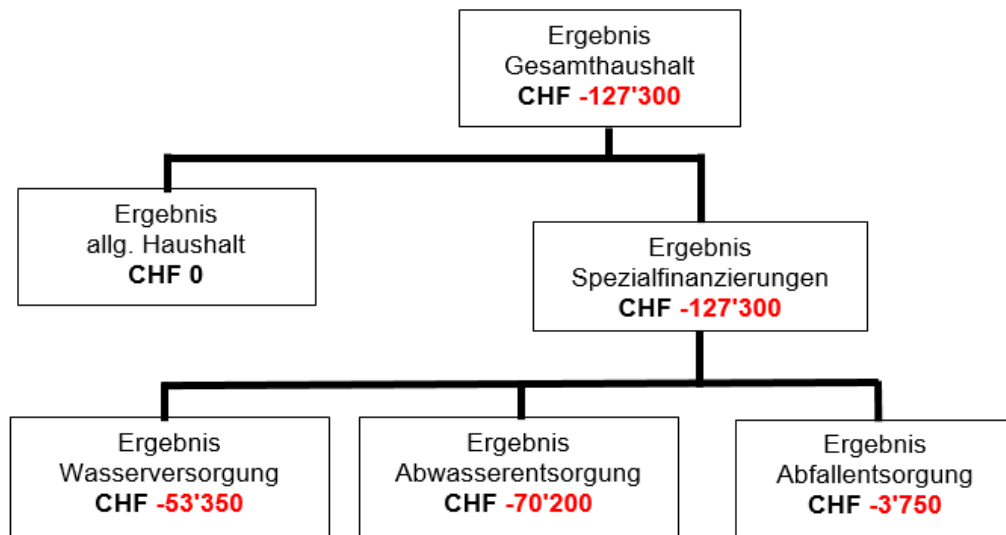 Ergebnis
Gesamthaushalt
CHF -127'300
Ergebnis
allg. Haushalt
CHF 0
Ergebnis
Spezialfinanzierungen
CHF -127'300
Ergebnis
Wasserversorgung
CHF -53'350
Ergebnis
Abwasserentsorgung
CHF -70'200
Ergebnis
Abfallentsorgung
CHF -3'750